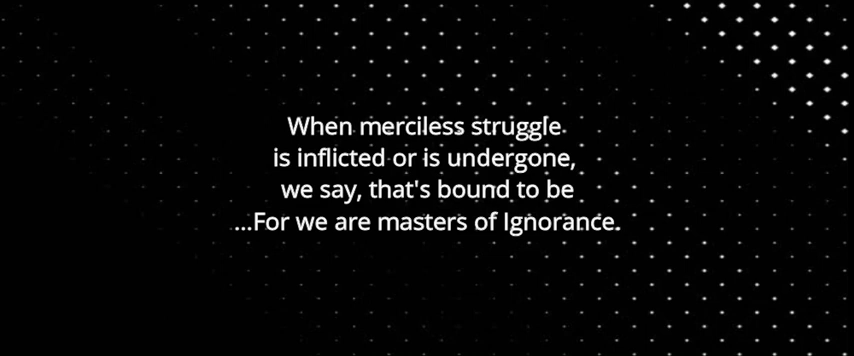 When merciless struggle
is inflicted or is undergone,
we say, that's bound to be
...For we are masters of Ignorance.